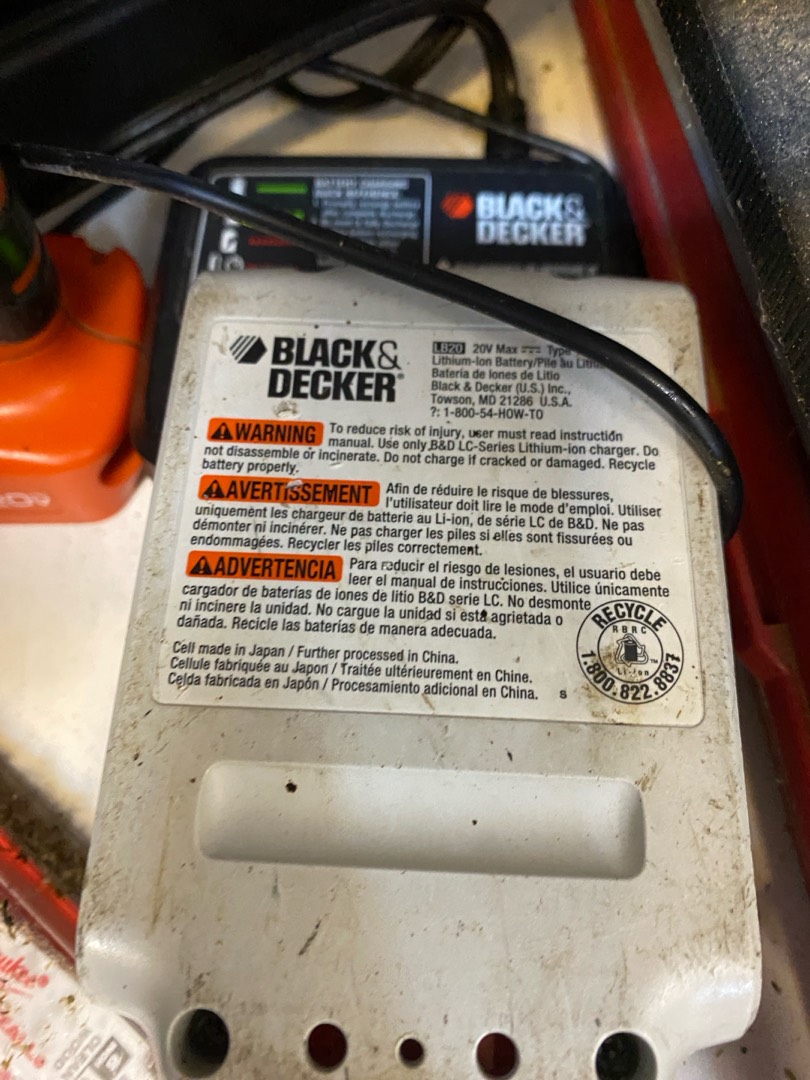 BLACK&
DECKER
BLACK&
DECKER
LB20 20V Max Type
Lithium-Ion Battery/Pile au
Batería de Iones de Litio
Black & Decker (U.S.) Inc.,
Towson, MD 21286 U.S.A.
?: 1-800-54-HOW-TO
WARNING To reduce risk of injury, user must read instruction
manual. Use only B&D LC-Series Lithium-ion charger. Do
not disassemble or incinerate. Do not charge if cracked or damaged. Recycle
battery properly.
AVERTISSEMENT Afin de réduire le risque de blessures,
l'utilisateur doit lire le mode d'emploi. Utiliser
uniquement les chargeur de batterie au Li-ion, de série LC de B&D. Ne pas
démonter ni incinérer. Ne pas charger les piles si elles sont fissurées ou
endommagées. Recycler les piles correctement.
ADVERTENCIA Para reducir el riesgo de lesiones, el usuario debe
leer el manual de instrucciones. Utilice únicamente
cargador de baterías de iones de litio B&D serie LC. No desmonte
ni incinere la unidad. No cargue la unidad si está agrietada o
dañada. Recicle las baterías de manera adecuada.
RECYCLE
RBRC
Li-ion
1.800.822.8837
Cell made in Japan / Further processed in China.
Cellule fabriquée au Japon / Traitée ultérieurement en Chine.
Celda fabricada en Japón / Procesamiento adicional en China. s